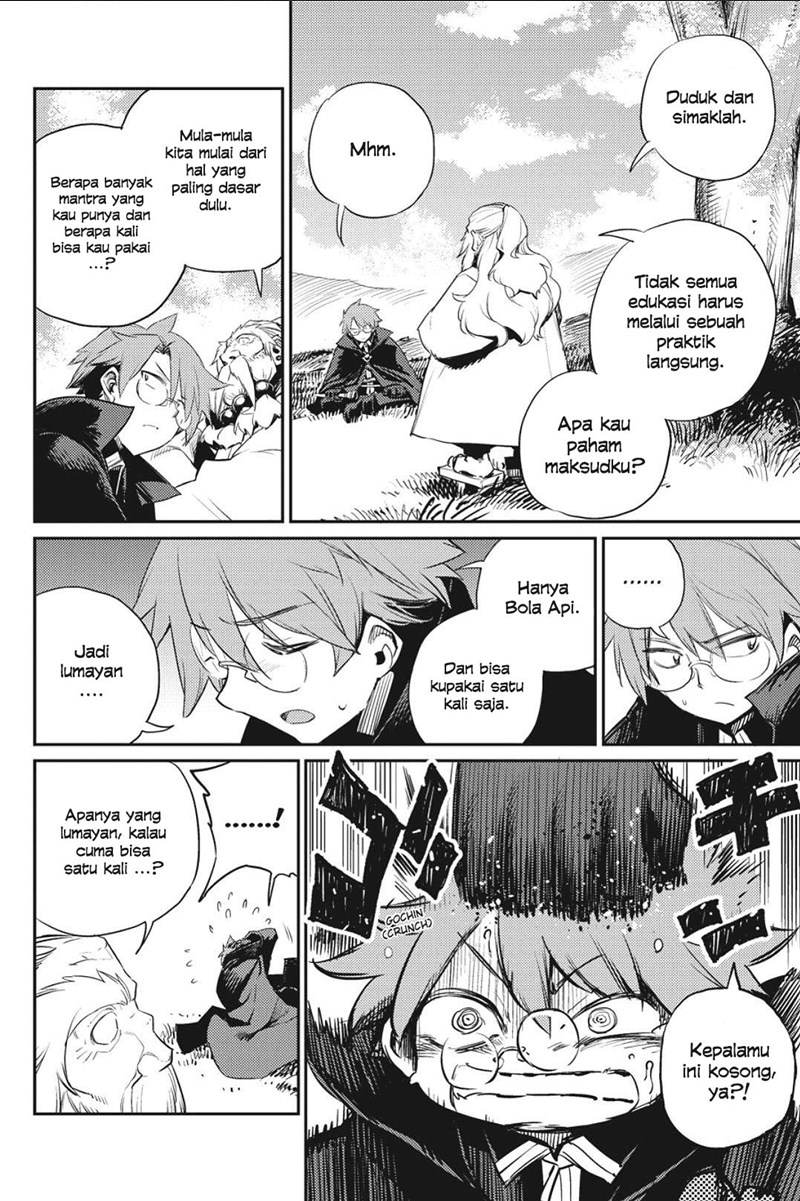 Duduk dan
simaklah.
Mhm.
Tidak semua
edukasi harus
melalui sebuah
praktik
langsung.
Apa kau
paham
maksudku?
Mula-mula
kita mulai dari
hal yang
paling dasar
dulu.
Berapa banyak
mantra yang
kau punya dan
berapa kali
bisa kau pakai
...?
......
Hanya
Bola Api.
Dan bisa
kupakai satu
kali saja.
Jadi
lumayan
....
ゴチン
GOCHIN
(CRUNCH)
Kepalamu
ini kosong,
ya?!
.......!
Apanya yang
lumayan, kalau
cuma bisa
satu kali ...?